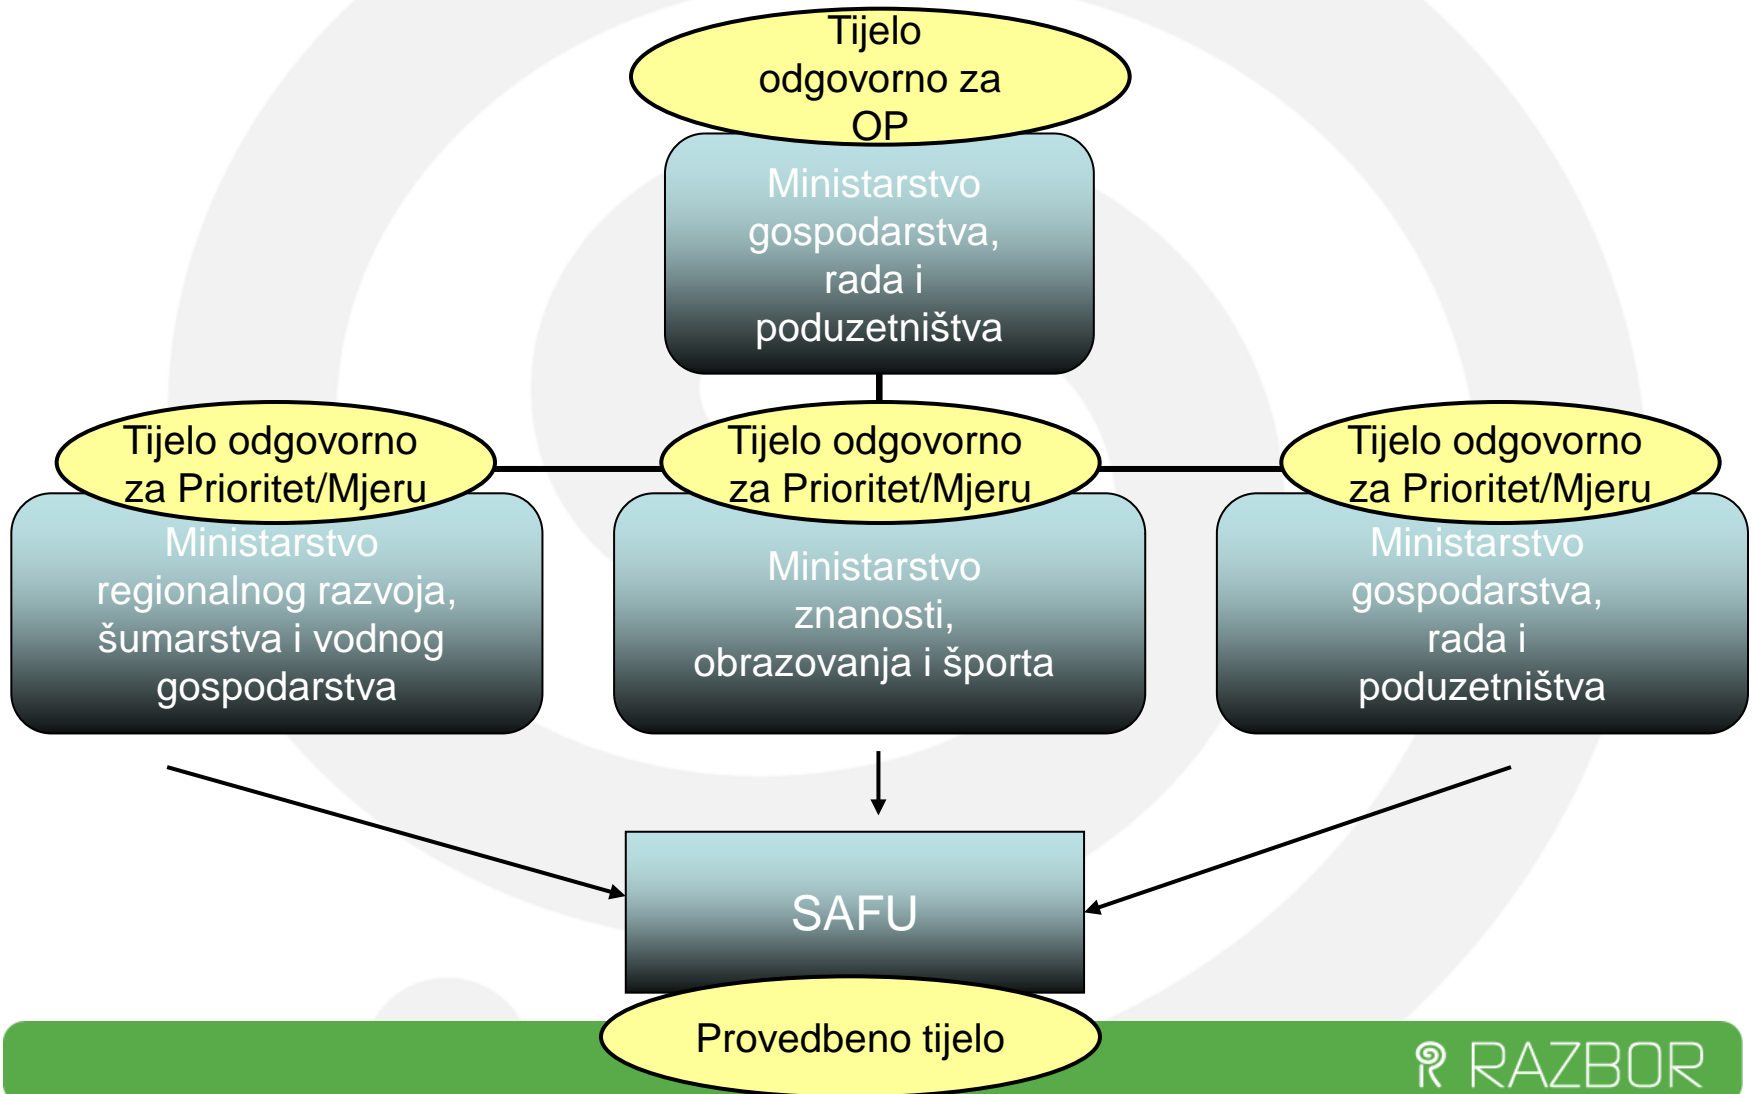 Tijelo
odgovorno za
OP
Ministarstvo
gospodarstva,
rada i
poduzetništva
Tijelo odgovorno
za Prioritet/Mjeru
Ministarstvo
regionalnog razvoja,
šumarstva i vodnog
gospodarstva
Tijelo odgovorno
za Prioritet/Mjeru
Ministarstvo
znanosti,
obrazovanja i športa
Tijelo odgovorno
za Prioritet/Mjeru
Ministarstvo
gospodarstva,
rada i
poduzetništva
SAFU
Provedbeno tijelo
RAZBOR